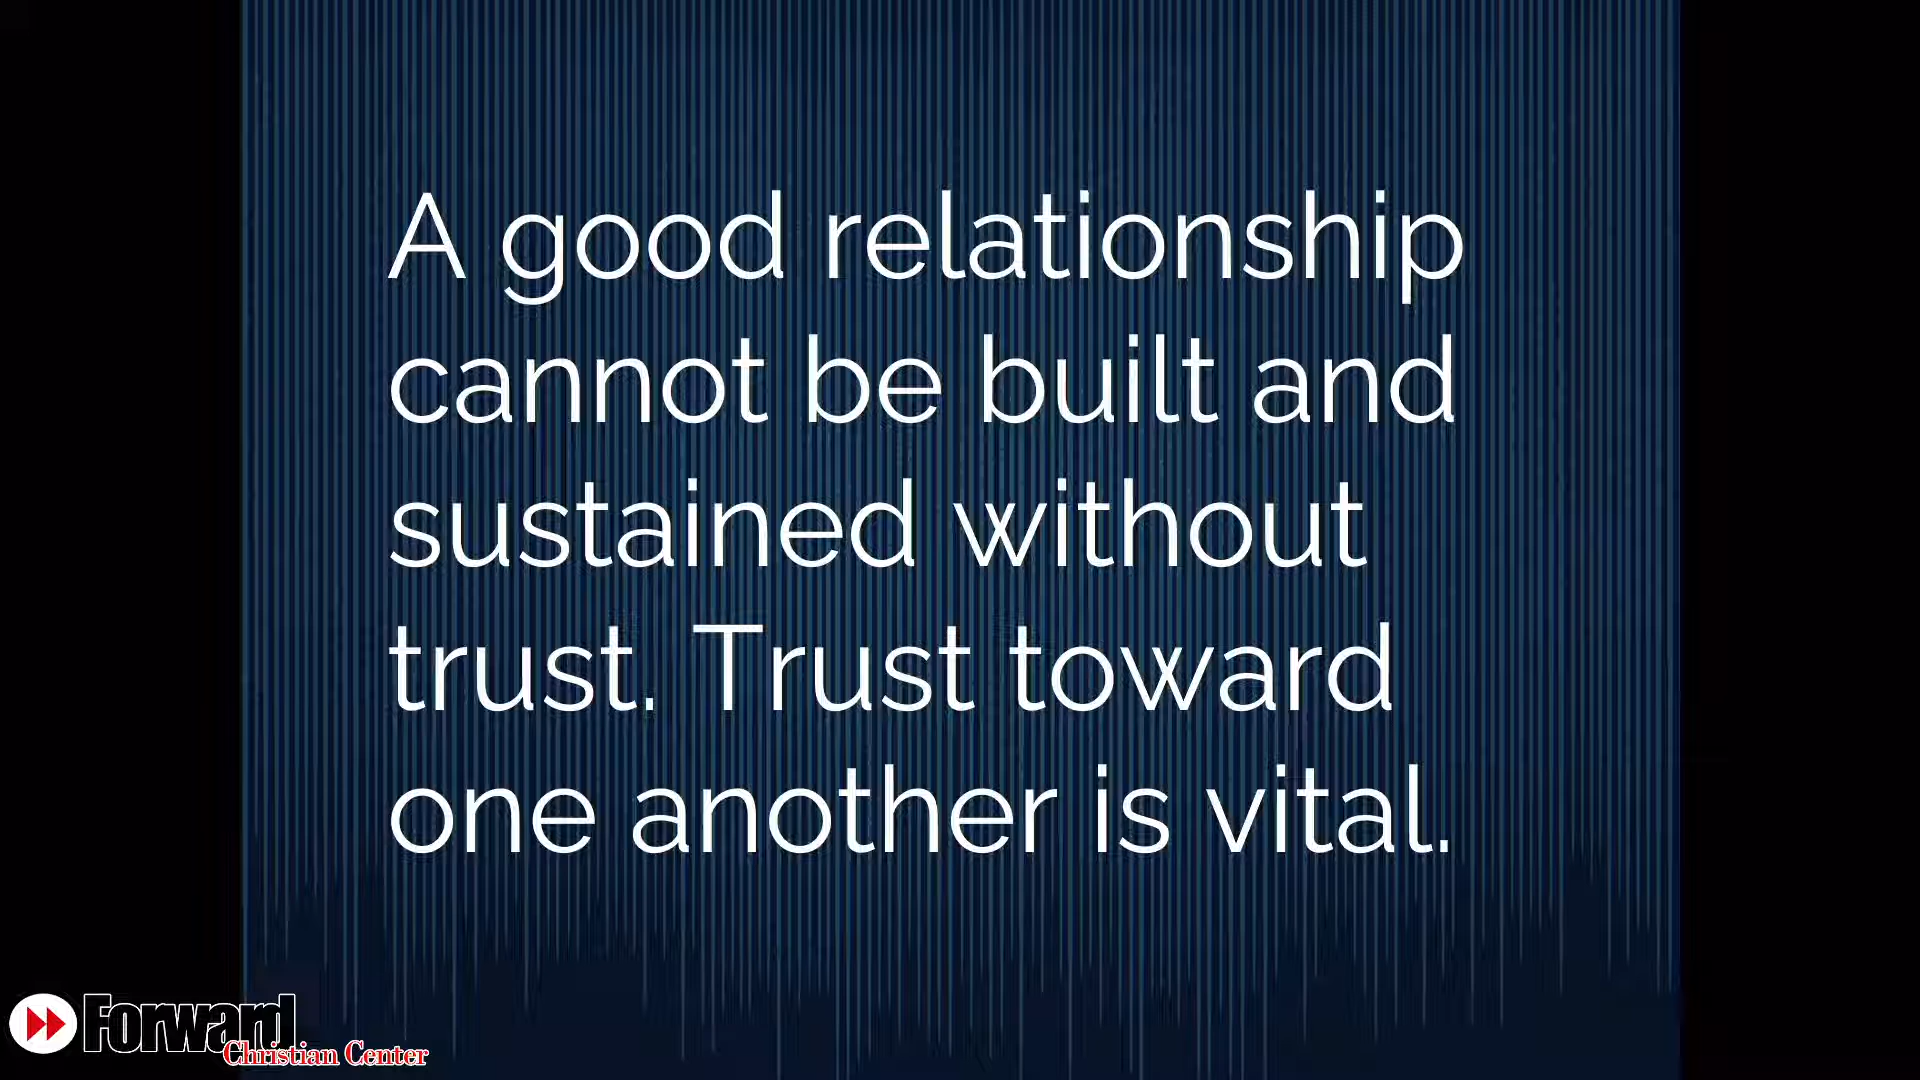 A good relationship
cannot be built and
sustained without
trust. Trust toward
one another is vital.
Forward
Christian Center